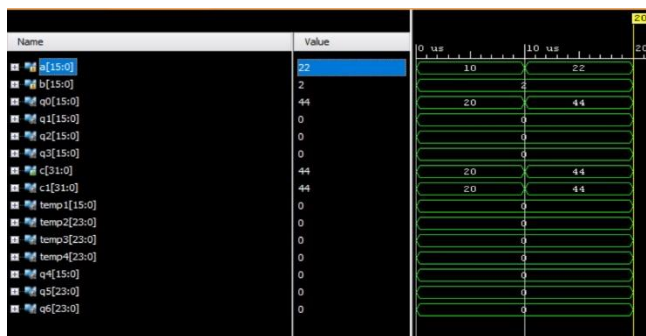 20
Name Value 0 us 10 us 20
a[15:0] 22 10 22
b[15:0] 2 2
q0[15:0] 44 20 44
q1[15:0] 0 0
q2[15:0] 0 0
q3[15:0] 0 0
c[31:0] 44 20 44
c1[31:0] 44 20 44
temp1[15:0] 0 0
temp2[23:0] 0 0
temp3[23:0] 0 0
temp4[23:0] 0 0
q4[15:0] 0 0
q5[23:0] 0 0
q6[23:0] 0 0